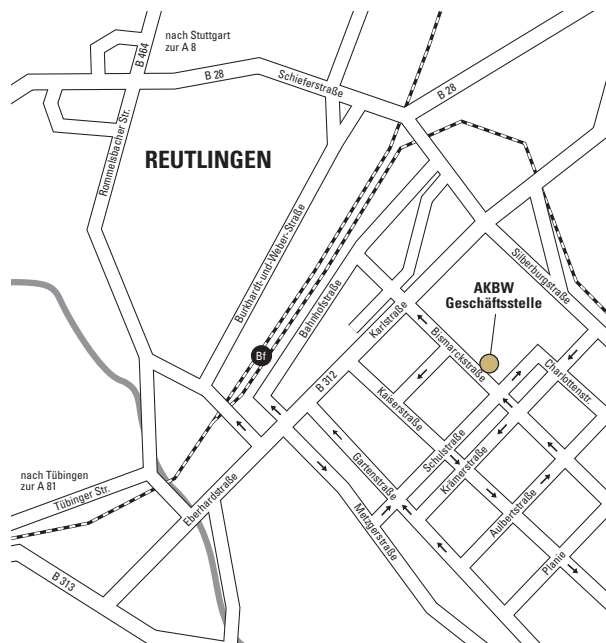 nach Stuttgart
zur A 8
B 464
B 28
Schieferstraße
B 28
Rommelsbacher Str.
REUTLINGEN
Burkhardt-und-Weber-Straße
Silberburgstraße
AKBW
Geschäftsstelle
Bahnhofstraße
Karlstraße
Bismarckstraße
Bf
B 312
Charlottenstr.
Kaiserstraße
Schulstraße
Gartenstraße
Krämerstraße
nach Tübingen
zur A 81
Tübinger Str.
Eberhardstraße
Metzgerstraße
Aulbertstraße
Planie
B 313